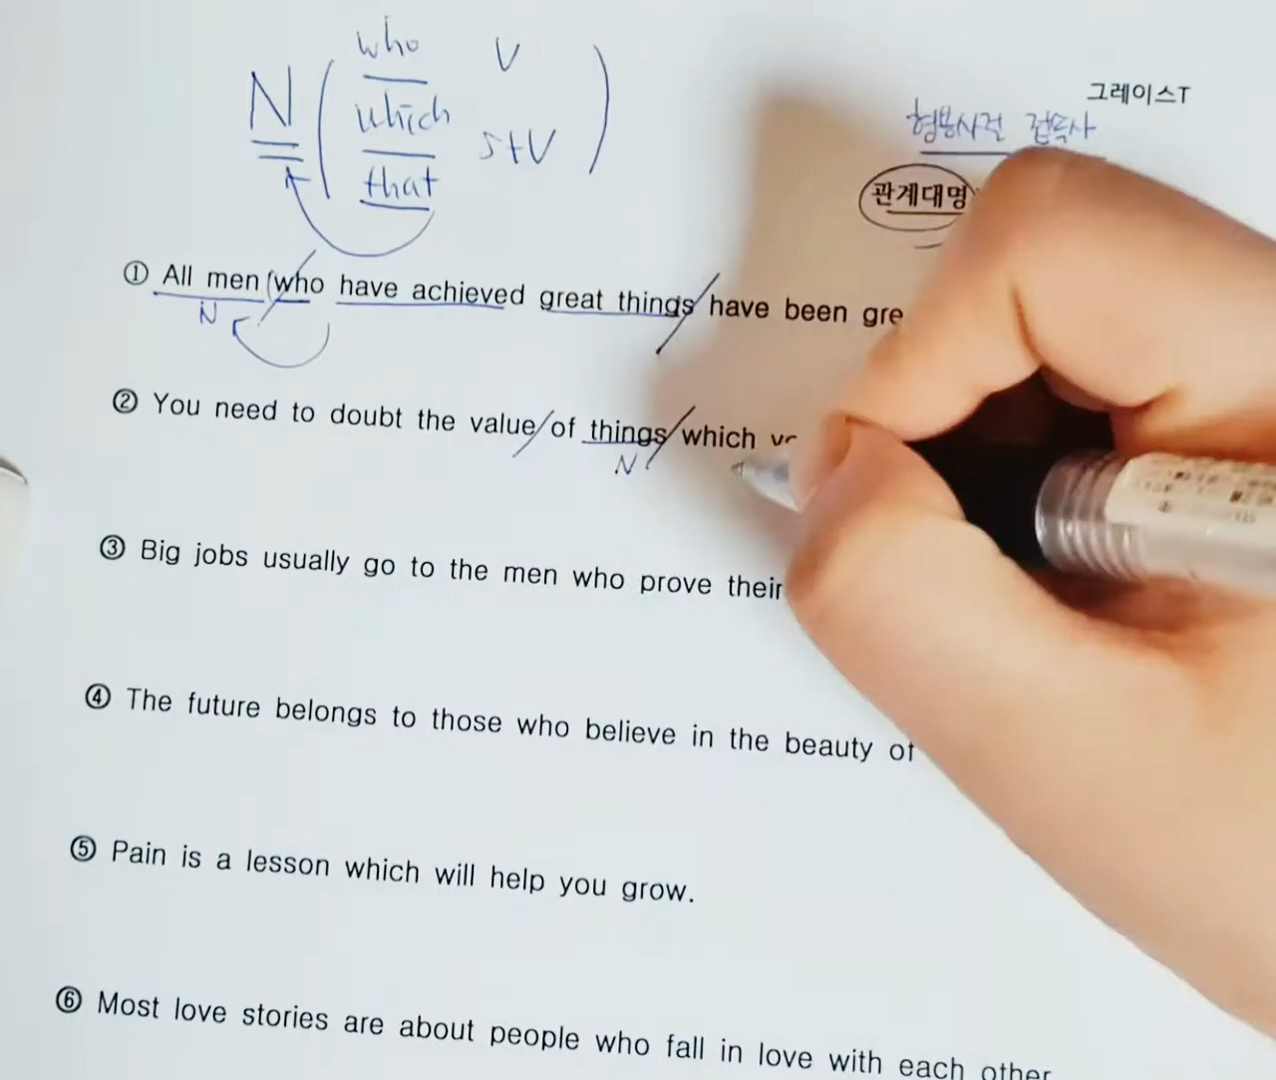 who V
N which S+V
that
그레이스T
형용사절 접속사
관계대명
① All men (who have achieved great things have been gre
N
② You need to doubt the value of things which
N
③ Big jobs usually go to the men who prove their
④ The future belongs to those who believe in the beauty of
⑤ Pain is a lesson which will help you grow.
⑥ Most love stories are about people who fall in love with each other